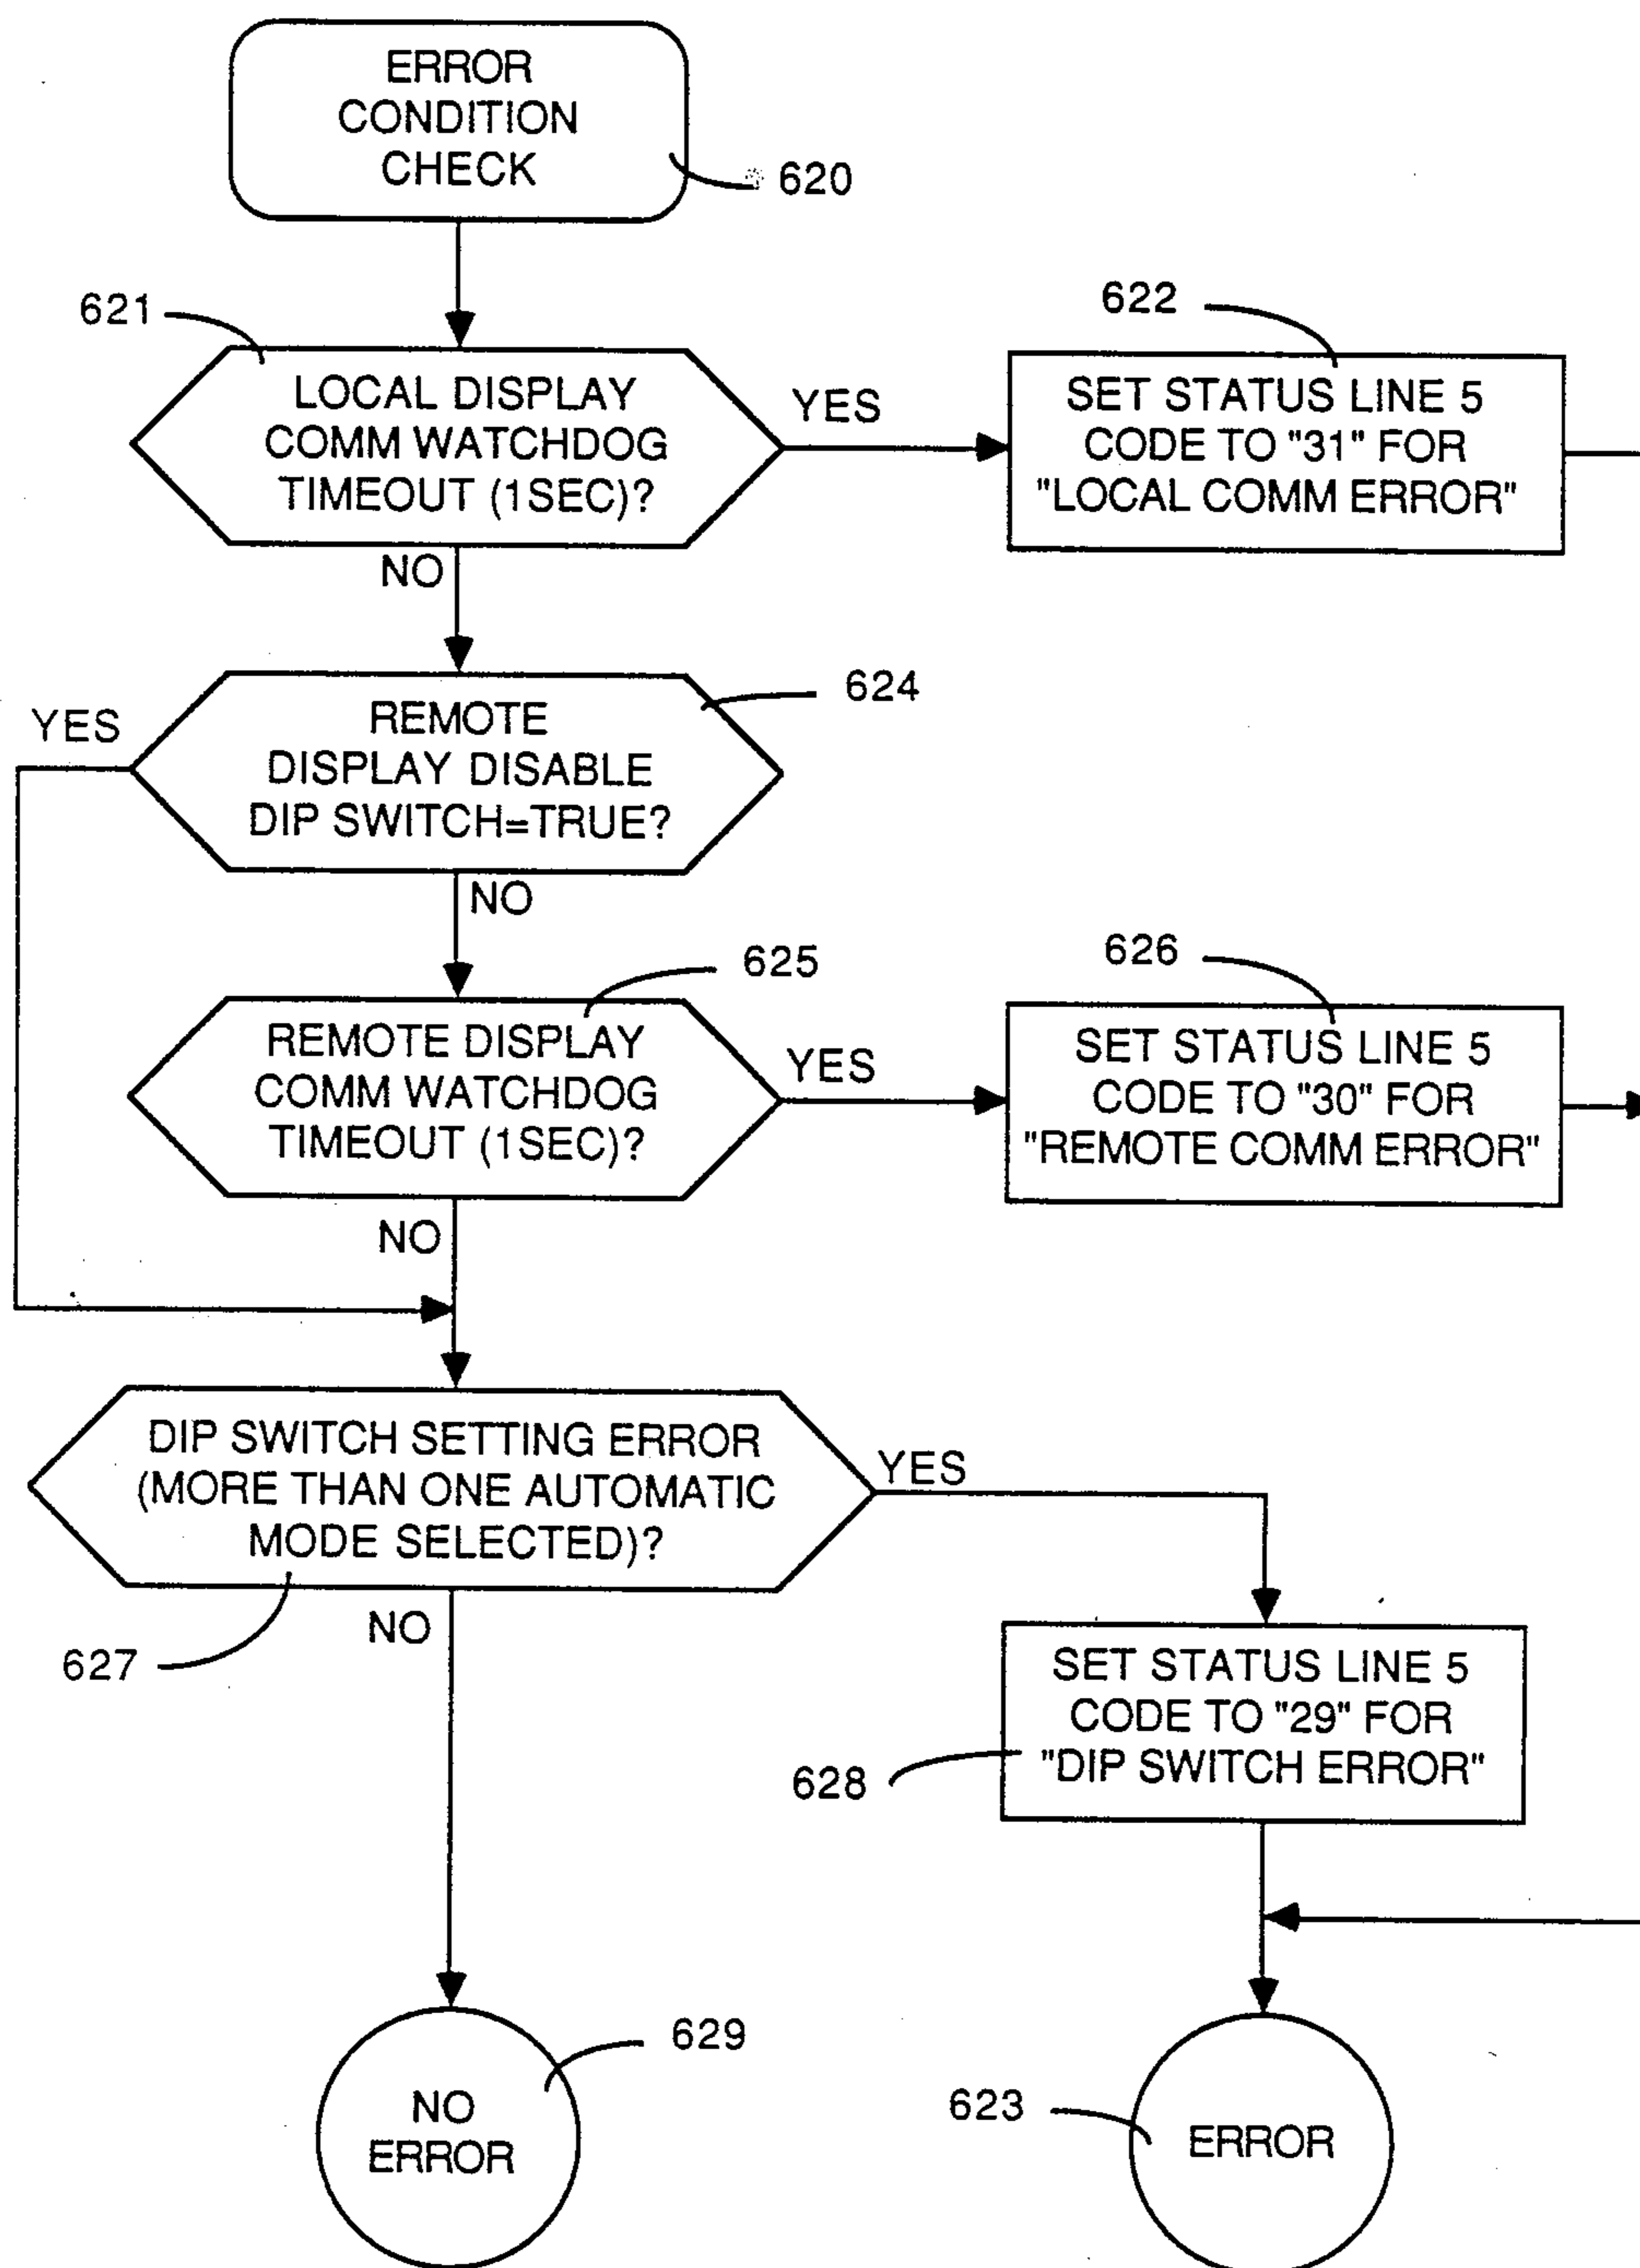 ERROR
CONDITION
CHECK
620
621
LOCAL DISPLAY
COMM WATCHDOG
TIMEOUT (1SEC)?
YES
622
SET STATUS LINE 5
CODE TO "31" FOR
"LOCAL COMM ERROR"
NO
624
YES
REMOTE
DISPLAY DISABLE
DIP SWITCH=TRUE?
NO
625
REMOTE DISPLAY
COMM WATCHDOG
TIMEOUT (1SEC)?
YES
626
SET STATUS LINE 5
CODE TO "30" FOR
"REMOTE COMM ERROR"
NO
DIP SWITCH SETTING ERROR
(MORE THAN ONE AUTOMATIC
MODE SELECTED)?
YES
627
NO
SET STATUS LINE 5
CODE TO "29" FOR
"DIP SWITCH ERROR"
628
629
NO
ERROR
623
ERROR